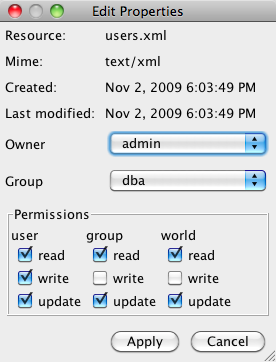 Edit Properties
Resource: users.xml
Mime: text/xml
Created: Nov 2, 2009 6:03:49 PM
Last modified: Nov 2, 2009 6:03:49 PM
Owner admin
Group dba
Permissions
user group world
read read read
write write write
update update update
Apply Cancel